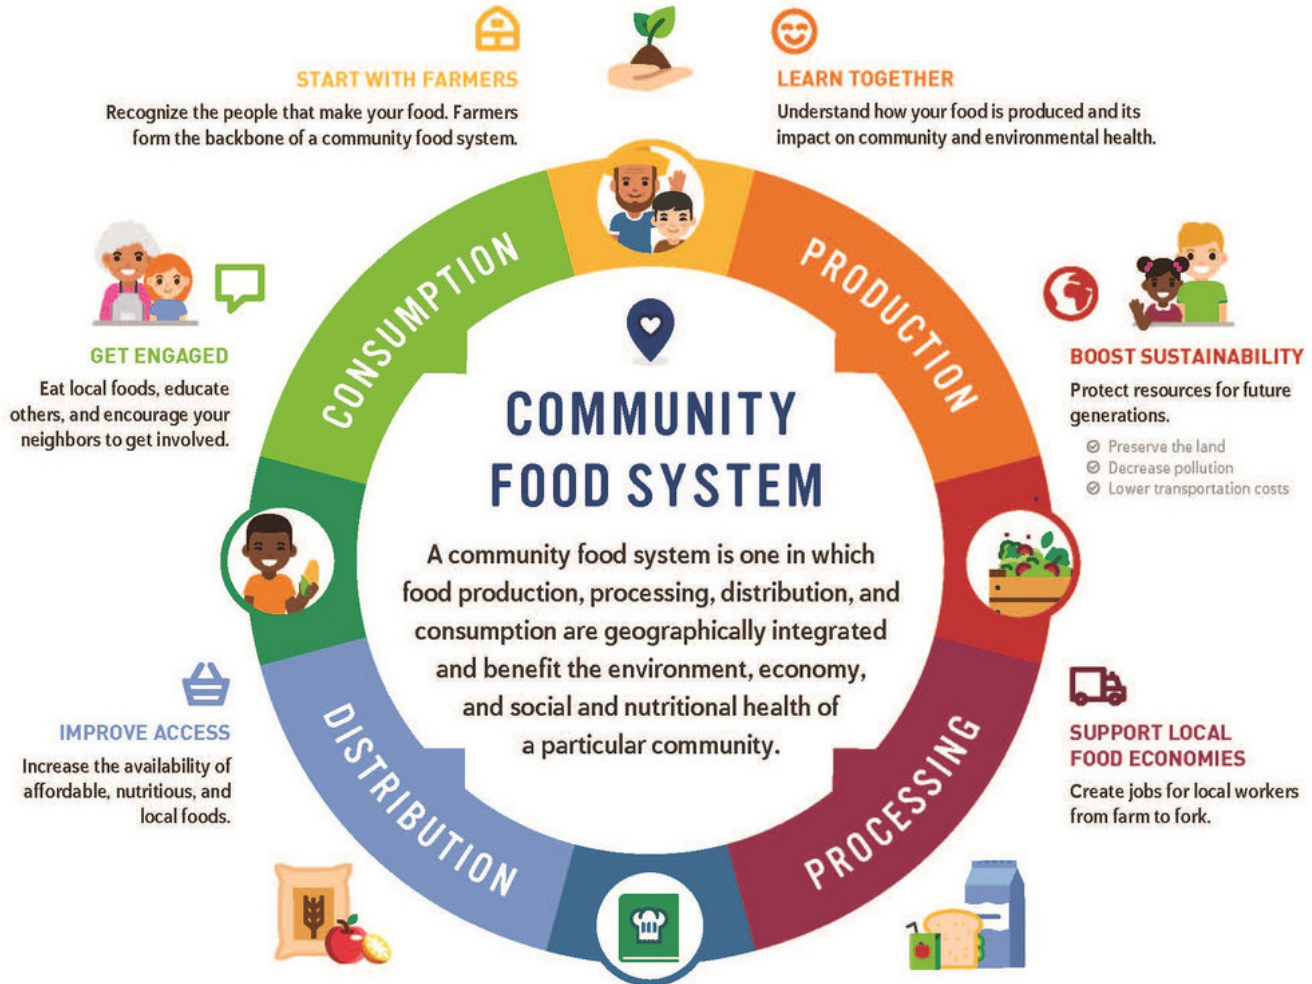 START WITH FARMERS
Recognize the people that make your food. Farmers
form the backbone of a community food system.
LEARN TOGETHER
Understand how your food is produced and its
impact on community and environmental health.
GET ENGAGED
Eat local foods, educate
others, and encourage your
neighbors to get involved.
BOOST SUSTAINABILITY
Protect resources for future
generations.
Preserve the land
Decrease pollution
Lower transportation costs
CONSUMPTION
PRODUCTION
COMMUNITY
FOOD SYSTEM
A community food system is one in which
food production, processing, distribution, and
consumption are geographically integrated
and benefit the environment, economy,
and social and nutritional health of
a particular community.
DISTRIBUTION
PROCESSING
IMPROVE ACCESS
Increase the availability of
affordable, nutritious, and
local foods.
SUPPORT LOCAL
FOOD ECONOMIES
Create jobs for local workers
from farm to fork.